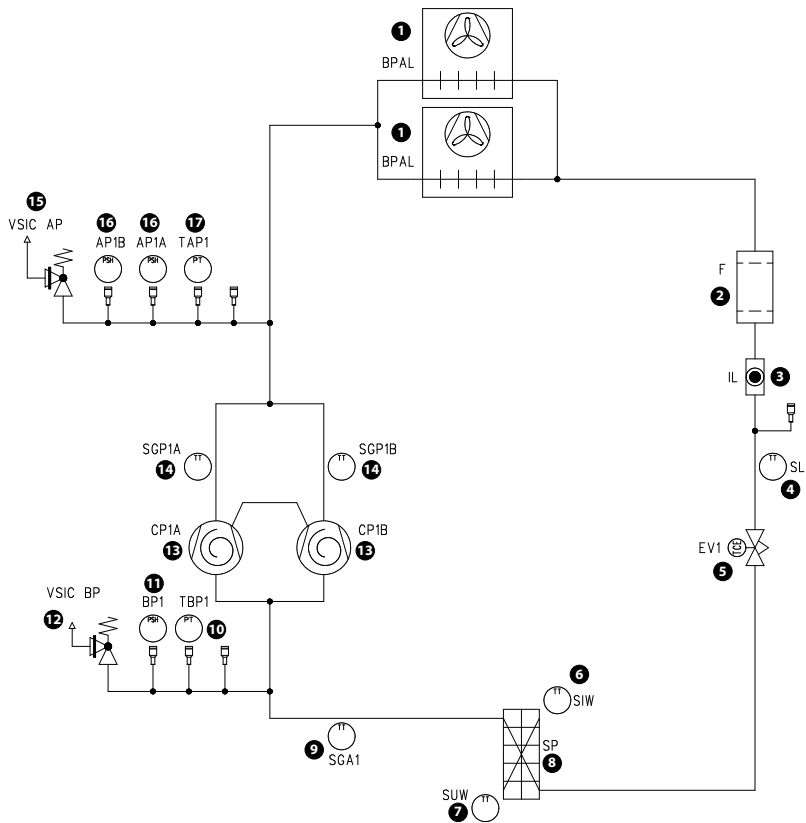 1
BPAL
1
BPAL
15
VSIC AP
16 16 17
AP1B AP1A TAP1
PSH PSH PT
F
2
IL 3
SGP1A
TT
14
SGP1B
TT
14
TT
SL
4
CP1A
13
CP1B
13
EV1
TCE
5
11
VSIC BP
12
BP1 TBP1
PSH PT
10
6
TT
SIW
TT
9
SGA1
SP
8
SUW
7
TT